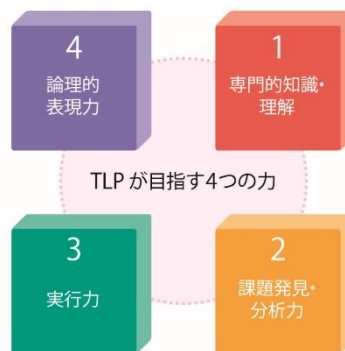 4
論理的
表現力
1
専門的知識・
理解
TLP が目指す4つの力
3
実行力
2
課題発見・
分析力